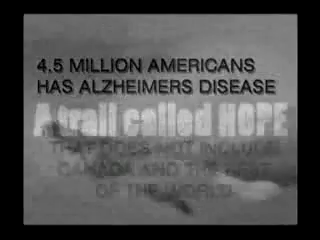 4.5 MILLION AMERICANS
HAS ALZHEIMERS DISEASE
A trail called HOPE
THAT DOES NOT INCLUDE
CANADA AND THE REST
OF THE WORLD